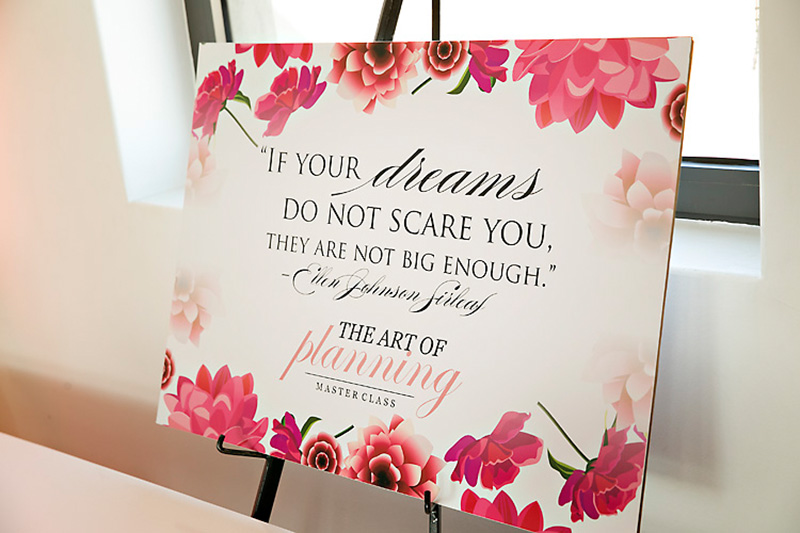 “IF YOUR dreams
DO NOT SCARE YOU,
THEY ARE NOT BIG ENOUGH.”
–Ellen Johnson Sirleaf
THE ART OF
planning
MASTER CLASS